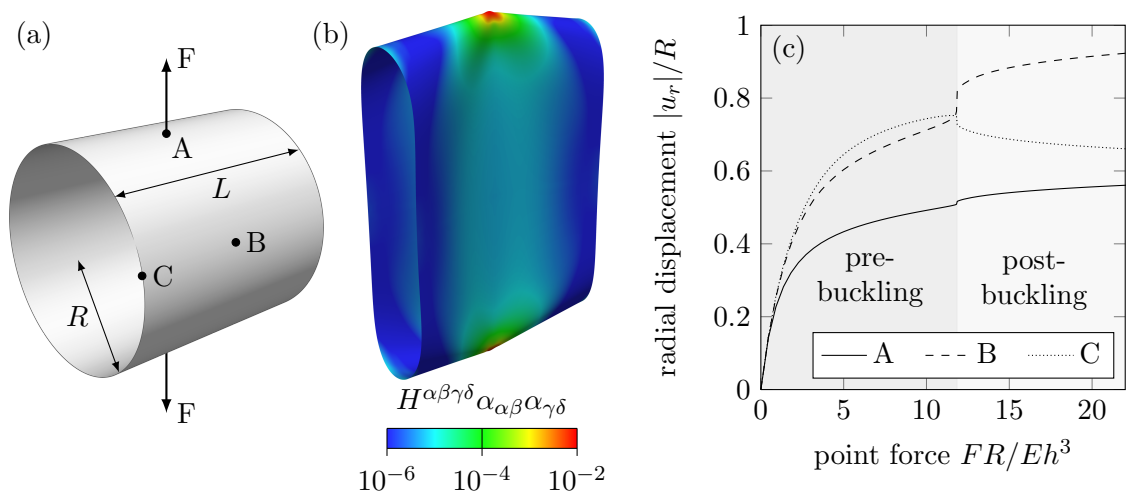 (a)
F
A
L
B
C
R
F
(b)
H^{αβγδ}α_{αβ}α_{γδ}
10^{-6} 10^{-4} 10^{-2}
(c)
radial displacement |u_r|/R
1
0.8
0.6
0.4
0.2
0
pre-
buckling
post-
buckling
A B C
0 5 10 15 20
point force FR/Eh^3